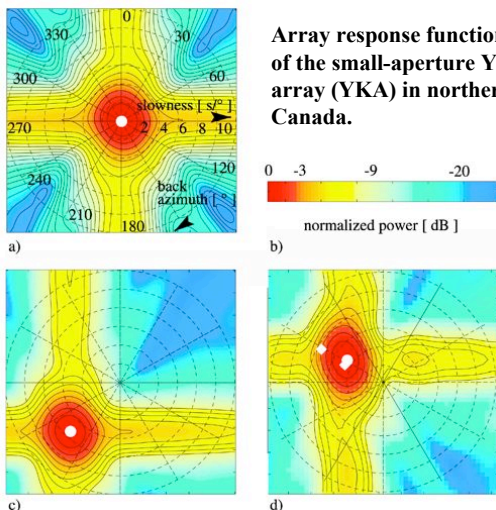 Array response function
of the small-aperture Y
array (YKA) in norther
Canada.
0
330
30
300
60
slowness [ s/° ]
270
2 4 6 8 10
240
120
back
azimuth [ ° ]
210
180
a)
0 -3 -9 -20
normalized power [ dB ]
b)
c)
d)